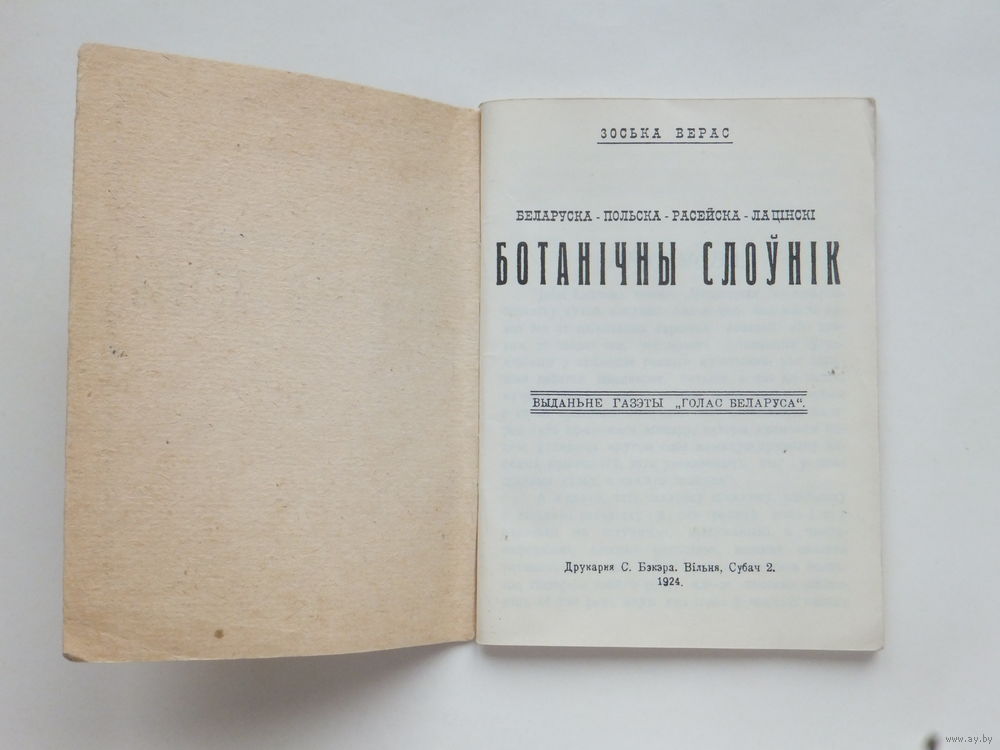 ЗОСЬКА ВЕРАС
БЕЛАРУСКА - ПОЛЬСКА - РАСЕЙСКА - ЛАЦІНСКІ
БОТАНІЧНЫ СЛОЎНІК
ВЫДАНЬНЕ ГАЗЭТЫ „ГОЛАС БЕЛАРУСА“.
Друкарня С. Бэкэра. Вільня, Субач 2.
1924.
www.ay.by